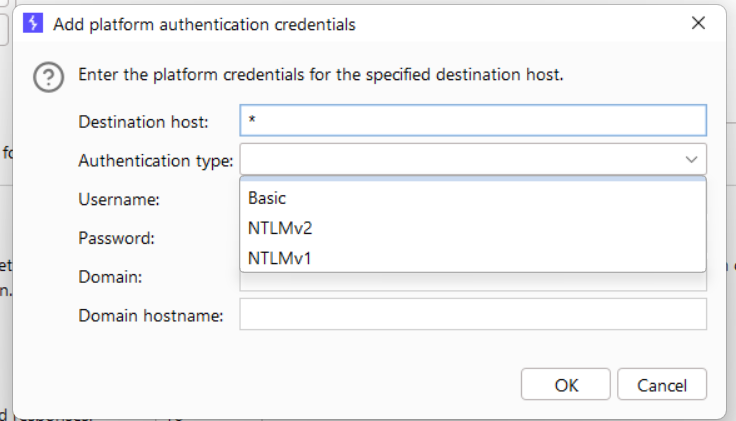 Add platform authentication credentials
Enter the platform credentials for the specified destination host.
Destination host: *
Authentication type:
Basic
NTLMv2
NTLMv1
Username:
Password:
Domain:
Domain hostname:
OK Cancel